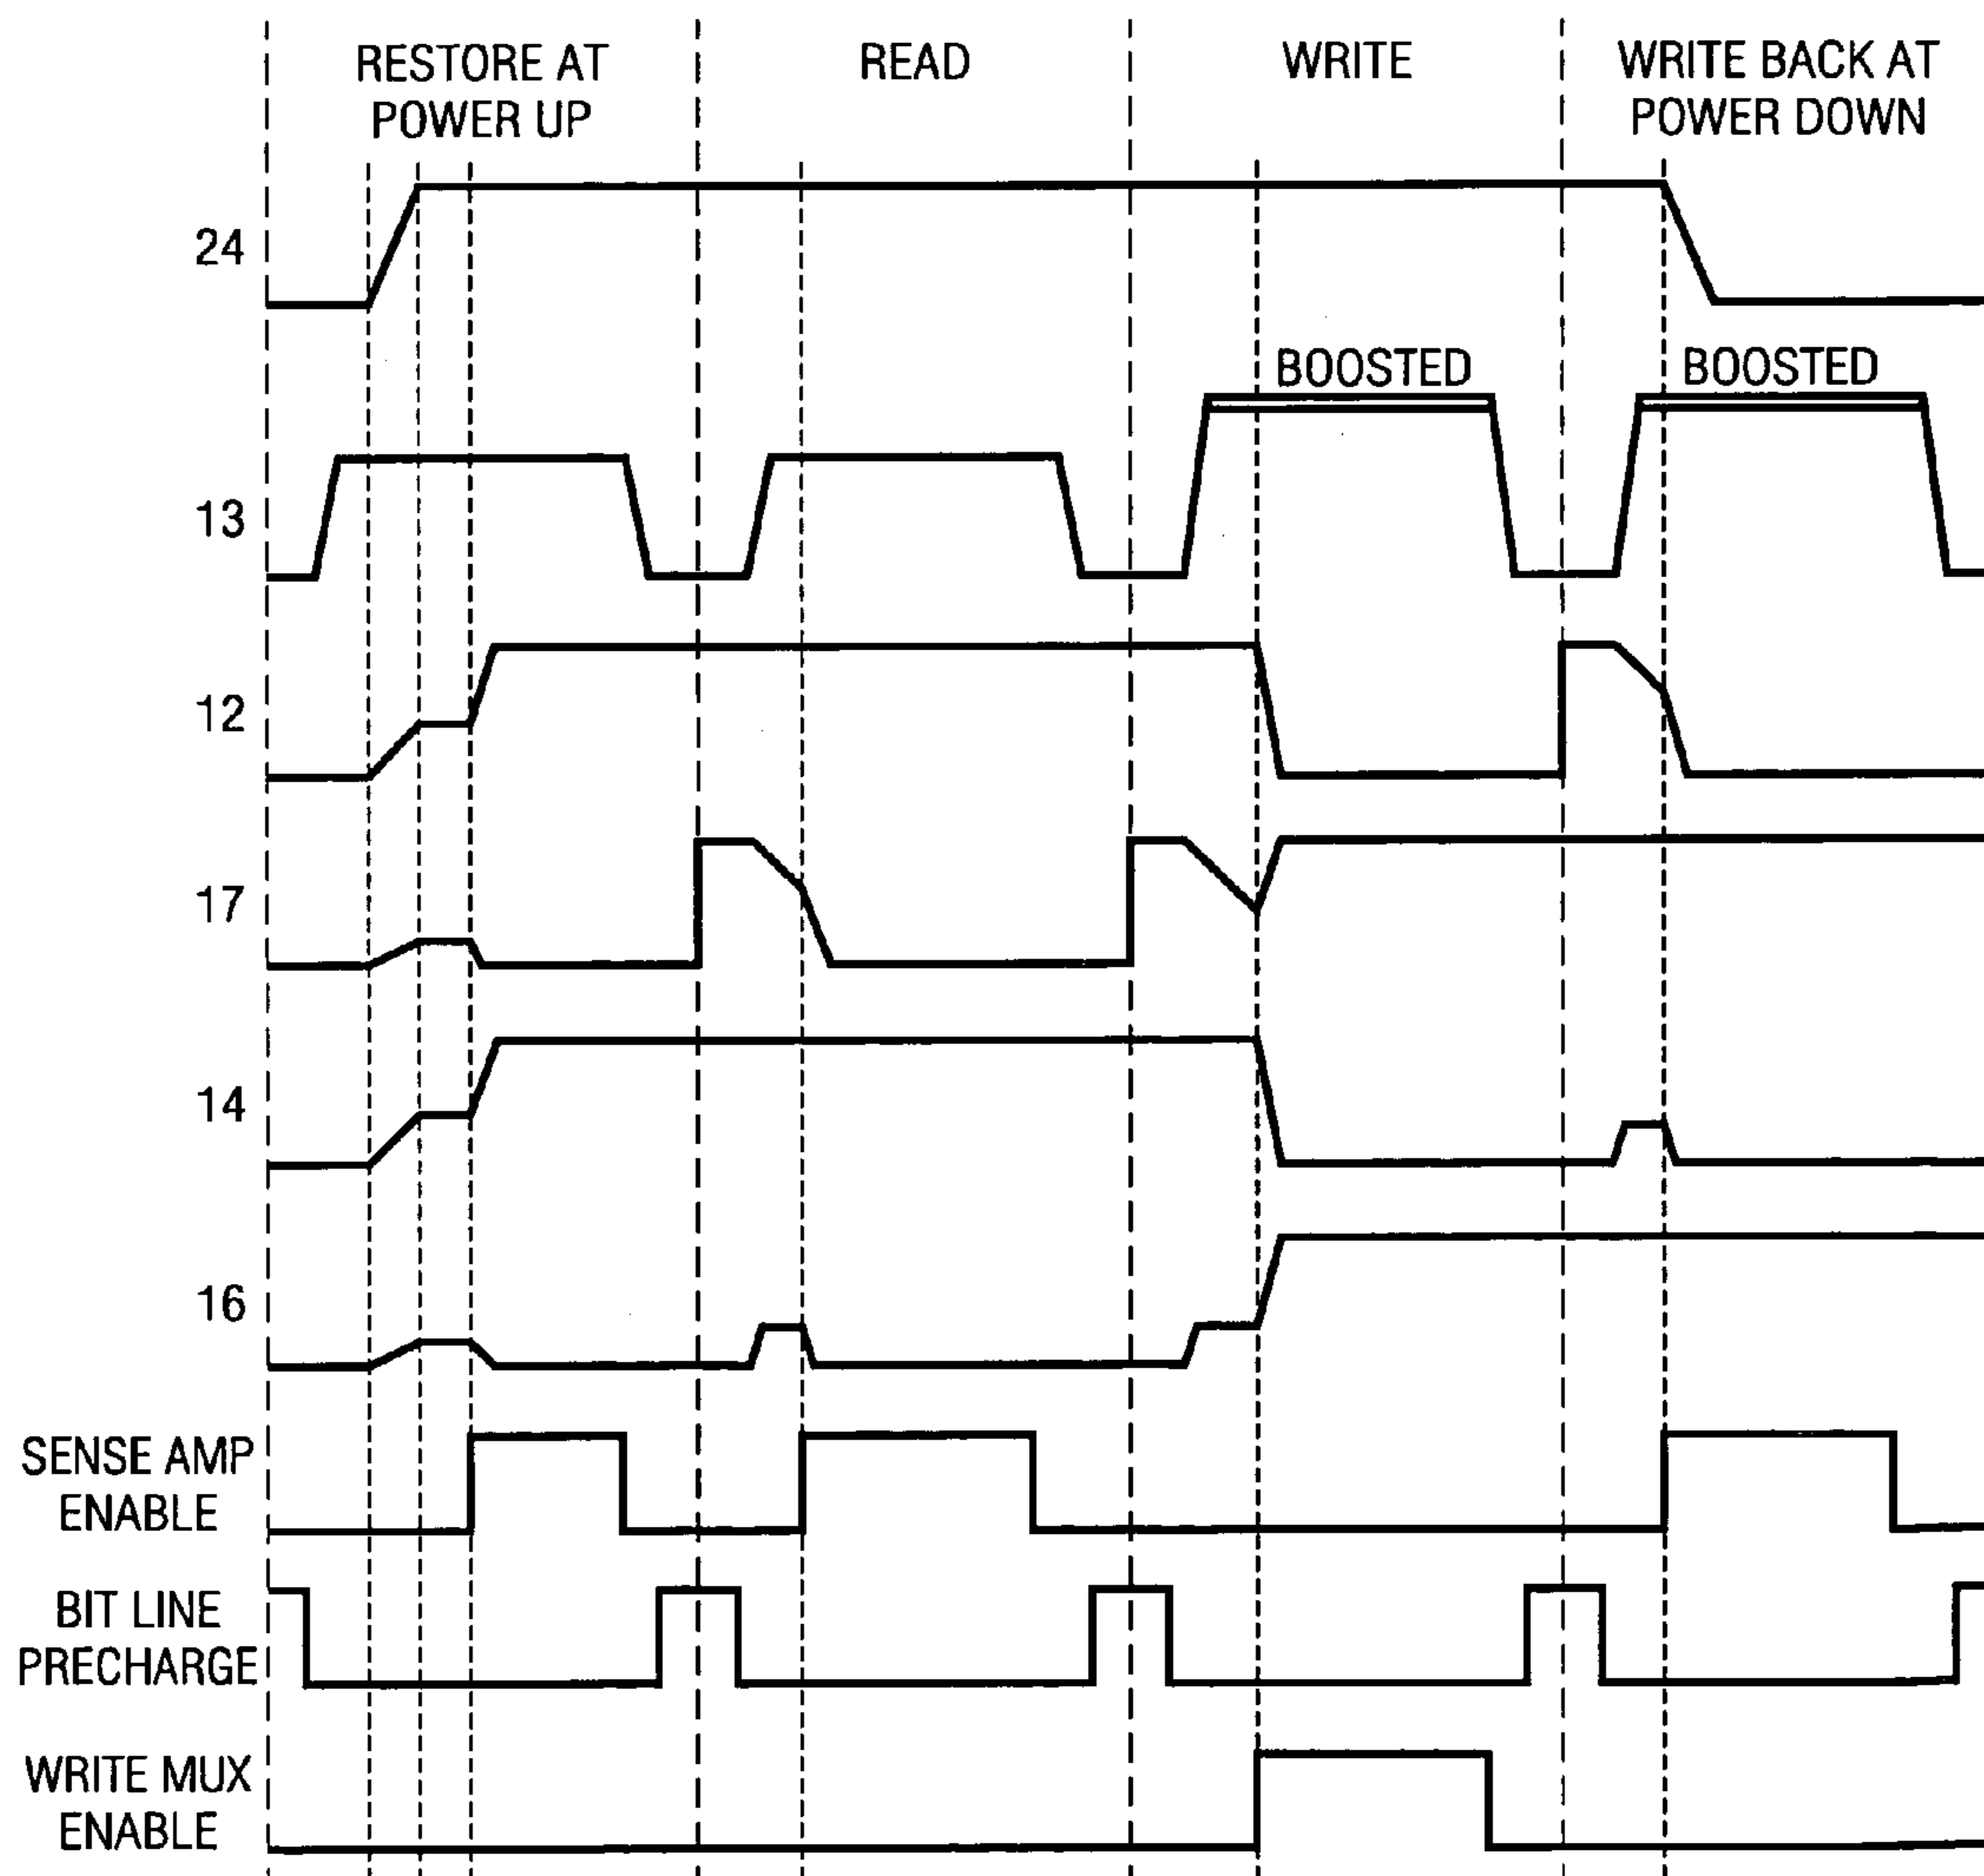 RESTORE AT
POWER UP
READ
WRITE
WRITE BACK AT
POWER DOWN
24
BOOSTED
BOOSTED
13
12
17
14
16
SENSE AMP
ENABLE
BIT LINE
PRECHARGE
WRITE MUX
ENABLE